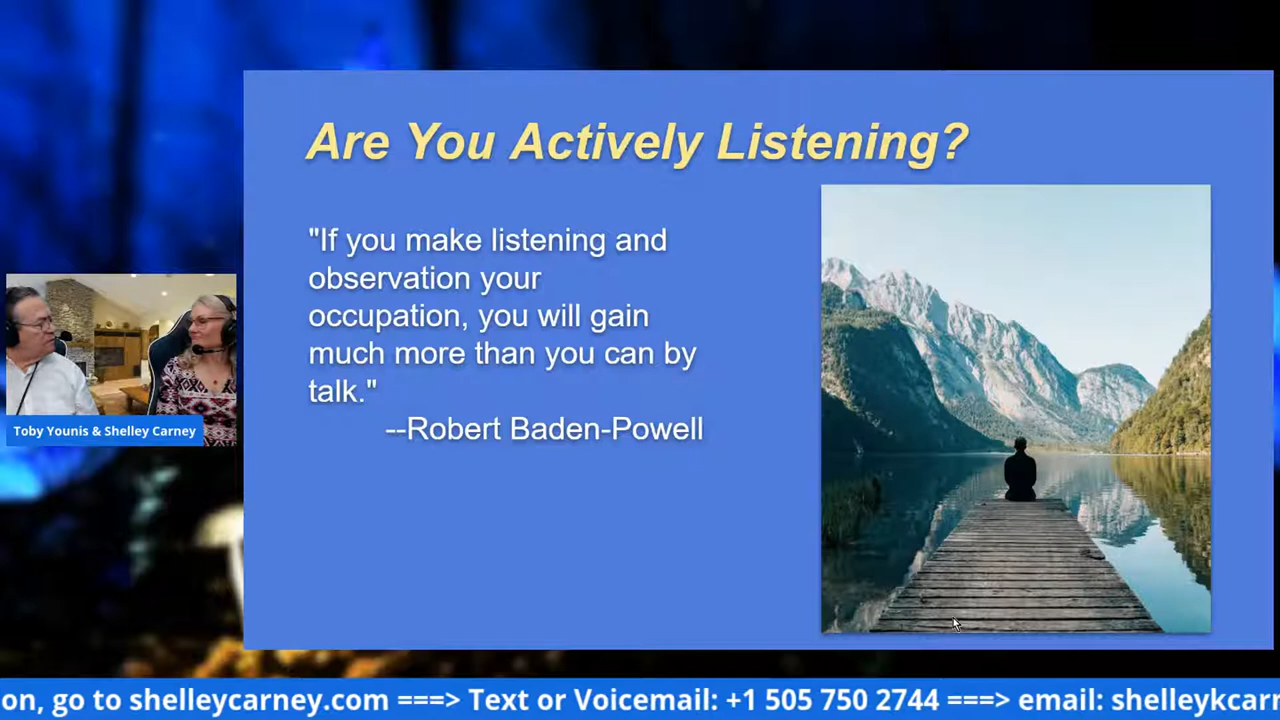 Are You Actively Listening?
"If you make listening and
observation your
occupation, you will gain
much more than you can by
talk."
--Robert Baden-Powell
Toby Younis & Shelley Carney
on, go to shelleycarney.com ===> Text or Voicemail: +1 505 750 2744 ===> email: shelleykcarr